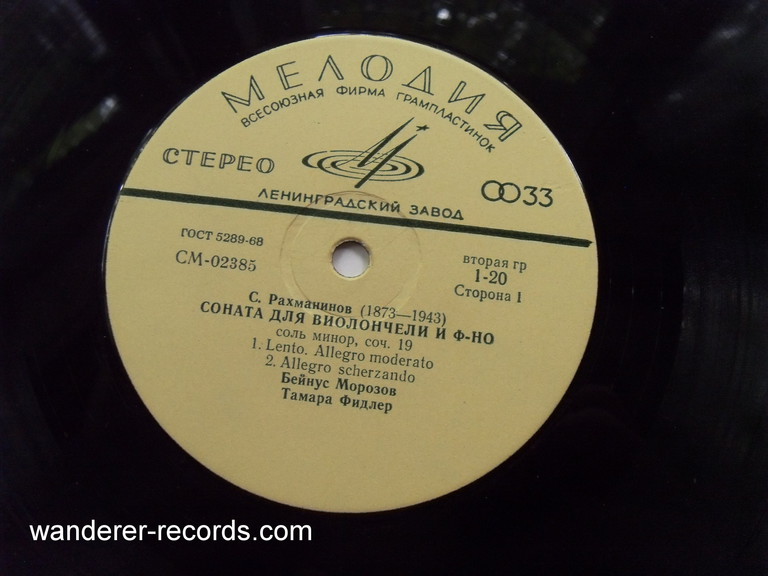 МЕЛОДИЯ
ВСЕСОЮЗНАЯ ФИРМА ГРАМПЛАСТИНОК
СТЕРЕО
33
ЛЕНИНГРАДСКИЙ ЗАВОД
ГОСТ 5289-68
СМ-02385
вторая гр
1-20
Сторона 1
С. Рахманинов (1873—1943)
СОНАТА ДЛЯ ВИОЛОНЧЕЛИ И Ф-НО
соль минор, соч. 19
1. Lento. Allegro moderato
2. Allegro scherzando
Бейнус Морозов
Тамара Фидлер
wanderer-records.com